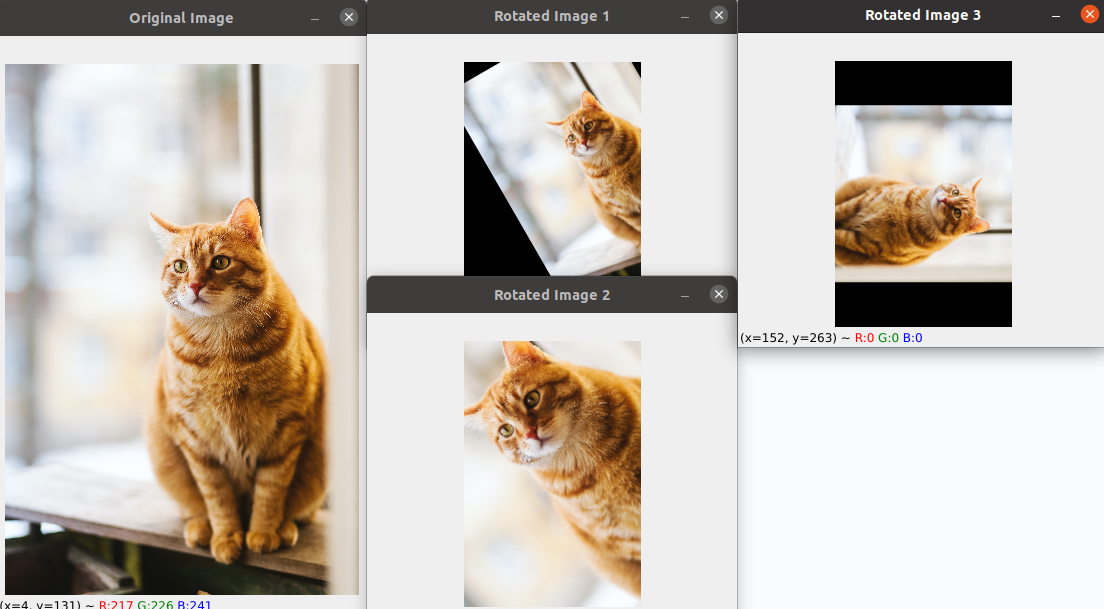 Original Image
Rotated Image 1
Rotated Image 3
Rotated Image 2
(x=152, y=263) ~ R:0 G:0 B:0
(x=4, y=131) ~ R:217 G:226 B:241